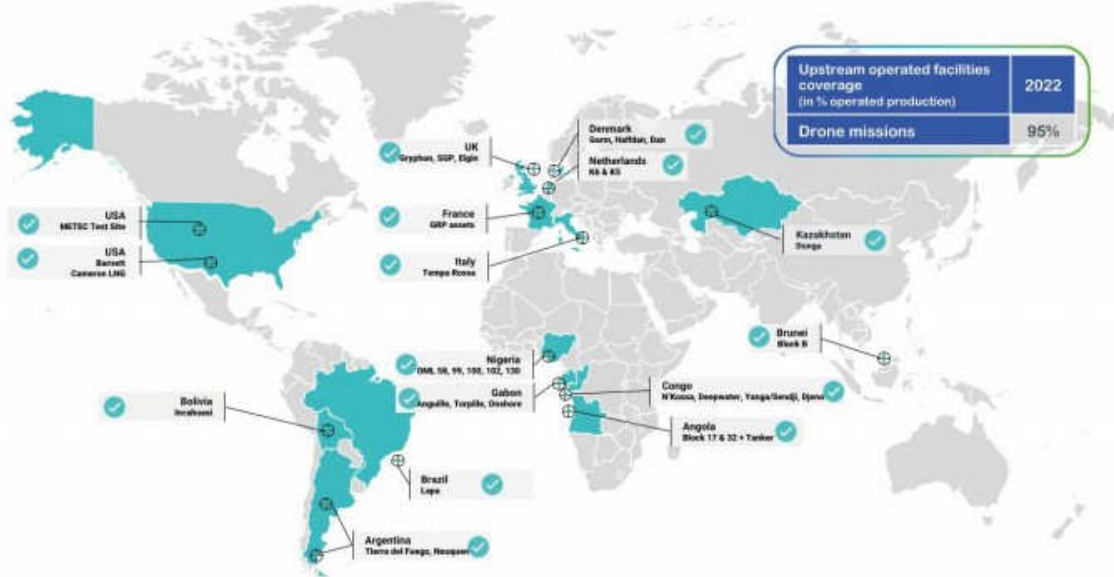 Upstream operated facilities
coverage
(in % operated production)
2022
Drone missions
95%
Denmark
Gorm, Halfdan, Dan
UK
Gryphon, SGP, Elgin
Netherlands
K6 & K5
USA
METEC Test Site
France
GRP assets
Kazakhstan
Dunga
USA
Barnett
Cameron LNG
Italy
Tempa Rossa
Brunei
Block B
Nigeria
OML 58, 99, 100, 102, 130
Gabon
Anguille, Torpille, Onshore
Congo
N'Kossa, Deepwater, Yanga/Sendji, Djeno
Bolivia
Incahuasi
Angola
Block 17 & 32 + Tanker
Brazil
Lapa
Argentina
Tierra del Fuego, Neuquen